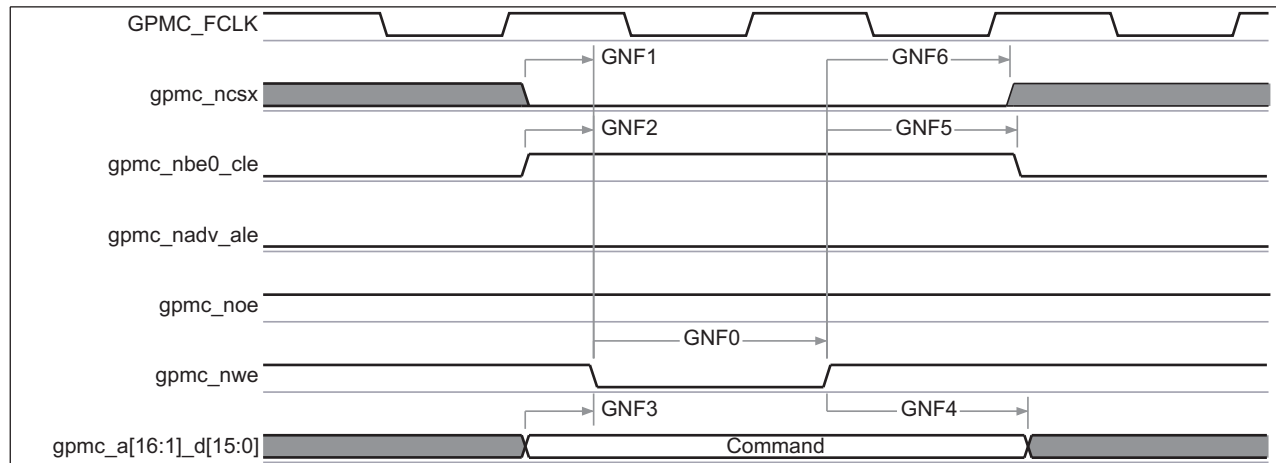 GPMC_FCLK
GNF1
GNF6
gpmc_ncsx
GNF2
GNF5
gpmc_nbe0_cle
gpmc_nadv_ale
gpmc_noe
GNF0
gpmc_nwe
GNF3
GNF4
gpmc_a[16:1]_d[15:0]
Command